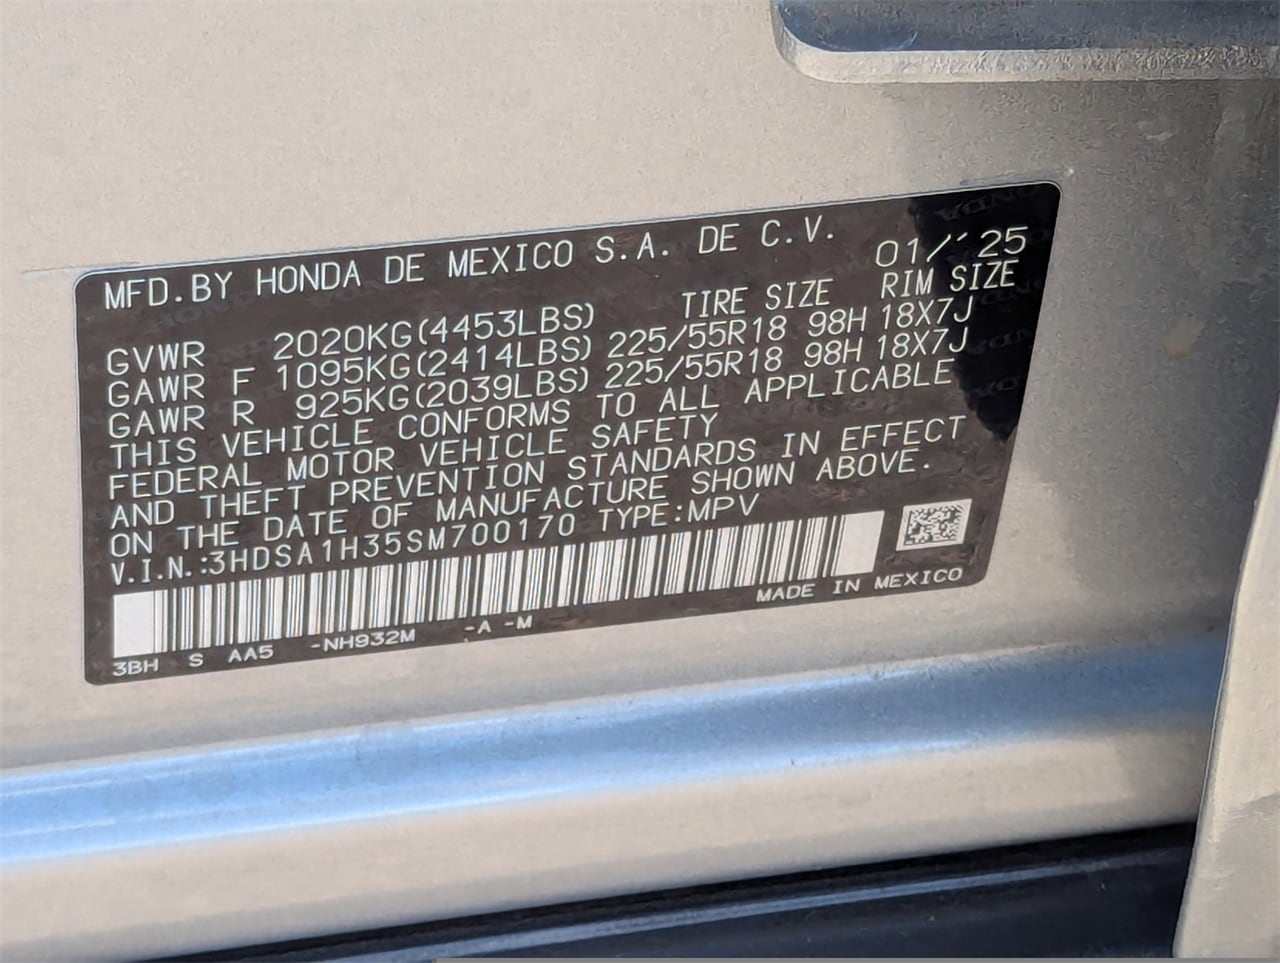 MFD.BY HONDA DE MEXICO S.A. DE C.V. 01/´25
TIRE SIZE RIM SIZE
GVWR 2020KG(4453LBS)
GAWR F 1095KG(2414LBS) 225/55R18 98H 18X7J
GAWR R 925KG(2039LBS) 225/55R18 98H 18X7J
THIS VEHICLE CONFORMS TO ALL APPLICABLE
FEDERAL MOTOR VEHICLE SAFETY
AND THEFT PREVENTION STANDARDS IN EFFECT
ON THE DATE OF MANUFACTURE SHOWN ABOVE.
V.I.N.:3HDSA1H35SM700170 TYPE:MPV
MADE IN MEXICO
3BH S AA5 -NH932M -A -M